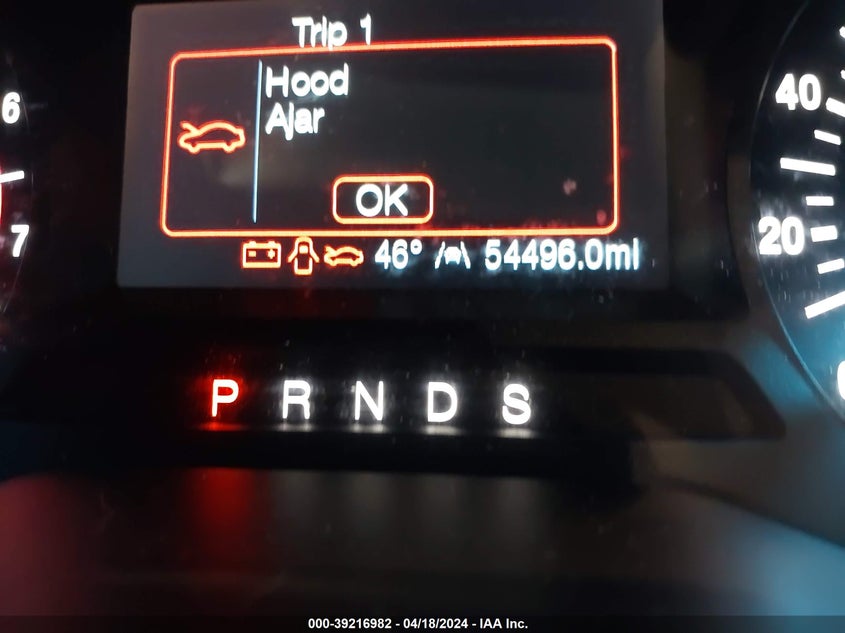 Trip 1
Hood
Ajar
OK
46° 54496.0mi
6
7
40
20
P R N D S
000-39216982 - 04/18/2024 - IAA Inc.